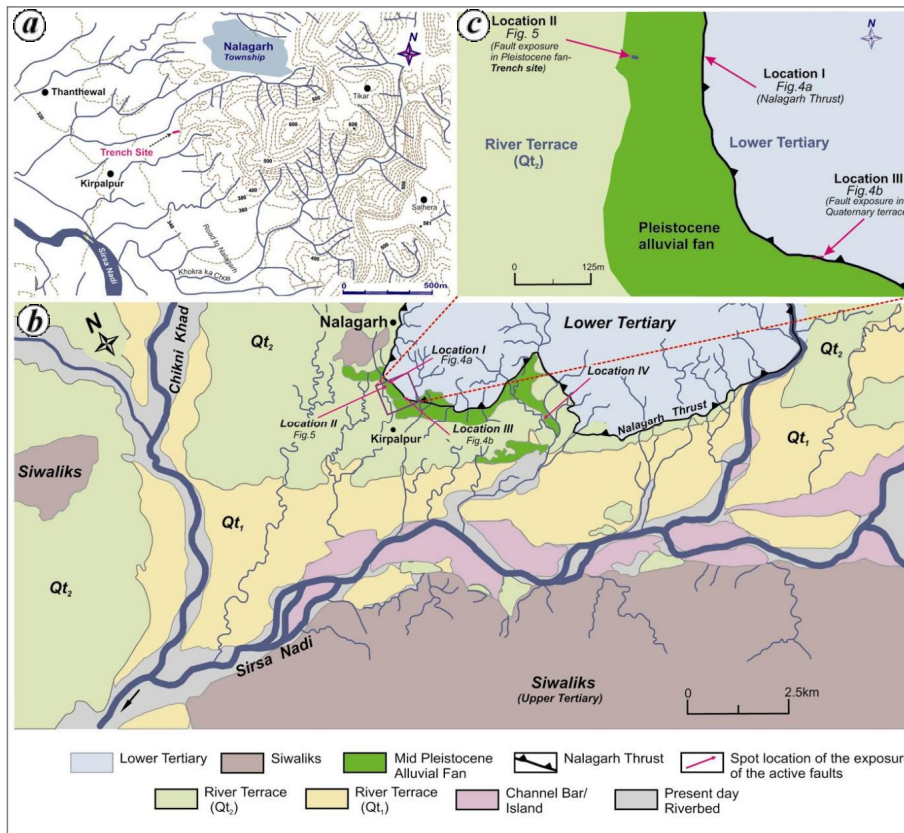 a
Nalagarh
Township
N
Thanthewal
Tikar
Trench Site
Kirpalpur
Road to Nalagarh
Sirsa Nadi
Khokra ka Choa
0 500m
c
Location II
Fig. 5
(Fault exposure
in Pleistocene fan-
Trench site)
N
Location I
Fig.4a
(Nalagarh Thrust)
River Terrace
(Qt2)
Lower Tertiary
Location III
Fig.4b
(Fault exposure in
Quaternary terrace)
Pleistocene
alluvial fan
0 125m
b
N
Chikni Khad
Qt2
Nalagarh
Lower Tertiary
Location I
Fig.4a
Location IV
Qt2
Location II
Fig.5
Location III
Fig.4b
Kirpalpur
Nalagarh Thrust
Siwaliks
Qt1
Qt1
Qt2
Sirsa Nadi
Siwaliks
(Upper Tertiary)
0 2.5km
Lower Tertiary
Siwaliks
Mid Pleistocene
Alluvial Fan
Nalagarh Thrust
Spot location of the exposure
of the active faults
River Terrace
(Qt2)
River Terrace
(Qt1)
Channel Bar/
Island
Present day
Riverbed